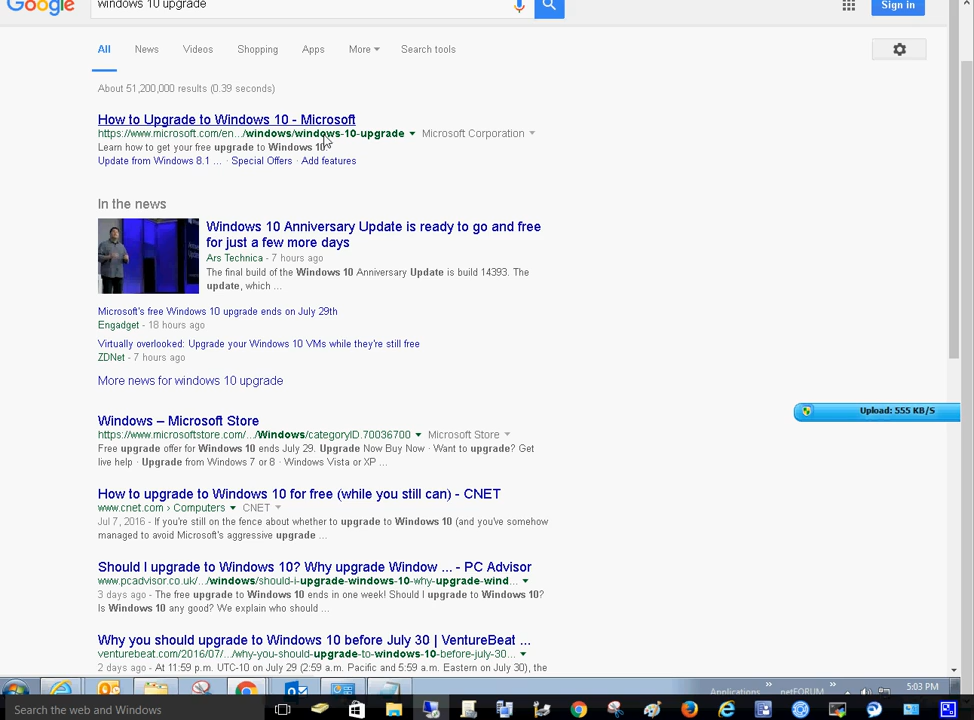 Google
windows 10 upgrade
Sign in
All News Videos Shopping Apps More Search tools
About 51,200,000 results (0.39 seconds)
How to Upgrade to Windows 10 - Microsoft
https://www.microsoft.com/en.../windows/windows-10-upgrade Microsoft Corporation
Learn how to get your free upgrade to Windows 10
Update from Windows 8.1 ... · Special Offers · Add features
In the news
Windows 10 Anniversary Update is ready to go and free
for just a few more days
Ars Technica - 7 hours ago
The final build of the Windows 10 Anniversary Update is build 14393. The
update, which ...
Microsoft's free Windows 10 upgrade ends on July 29th
Engadget - 18 hours ago
Virtually overlooked: Upgrade your Windows 10 VMs while they're still free
ZDNet - 7 hours ago
More news for windows 10 upgrade
Upload: 555 KB/S
Windows – Microsoft Store
https://www.microsoftstore.com/.../Windows/categoryID.70036700 Microsoft Store
Free upgrade offer for Windows 10 ends July 29. Upgrade Now Buy Now · Want to upgrade? Get
live help · Upgrade from Windows 7 or 8 · Windows Vista or XP ...
How to upgrade to Windows 10 for free (while you still can) - CNET
www.cnet.com › Computers CNET
Jul 7, 2016 - If you're still on the fence about whether to upgrade to Windows 10 (and you've somehow
managed to avoid Microsoft's aggressive upgrade ...
Should I upgrade to Windows 10? Why upgrade Window ... - PC Advisor
www.pcadvisor.co.uk/.../windows/should-i-upgrade-windows-10-why-upgrade-wind...
3 days ago - The free upgrade to Windows 10 ends in one week! Should I upgrade to Windows 10?
Is Windows 10 any good? We explain who should ...
Why you should upgrade to Windows 10 before July 30 | VentureBeat ...
venturebeat.com/2016/07/.../why-you-should-upgrade-to-windows-10-before-july-30...
2 days ago - At 11:59 p.m. UTC-10 on July 29 (2:59 a.m. Pacific and 5:59 a.m. Eastern on July 30), the
Applications » netFORUM » 5:03 PM
Search the web and Windows